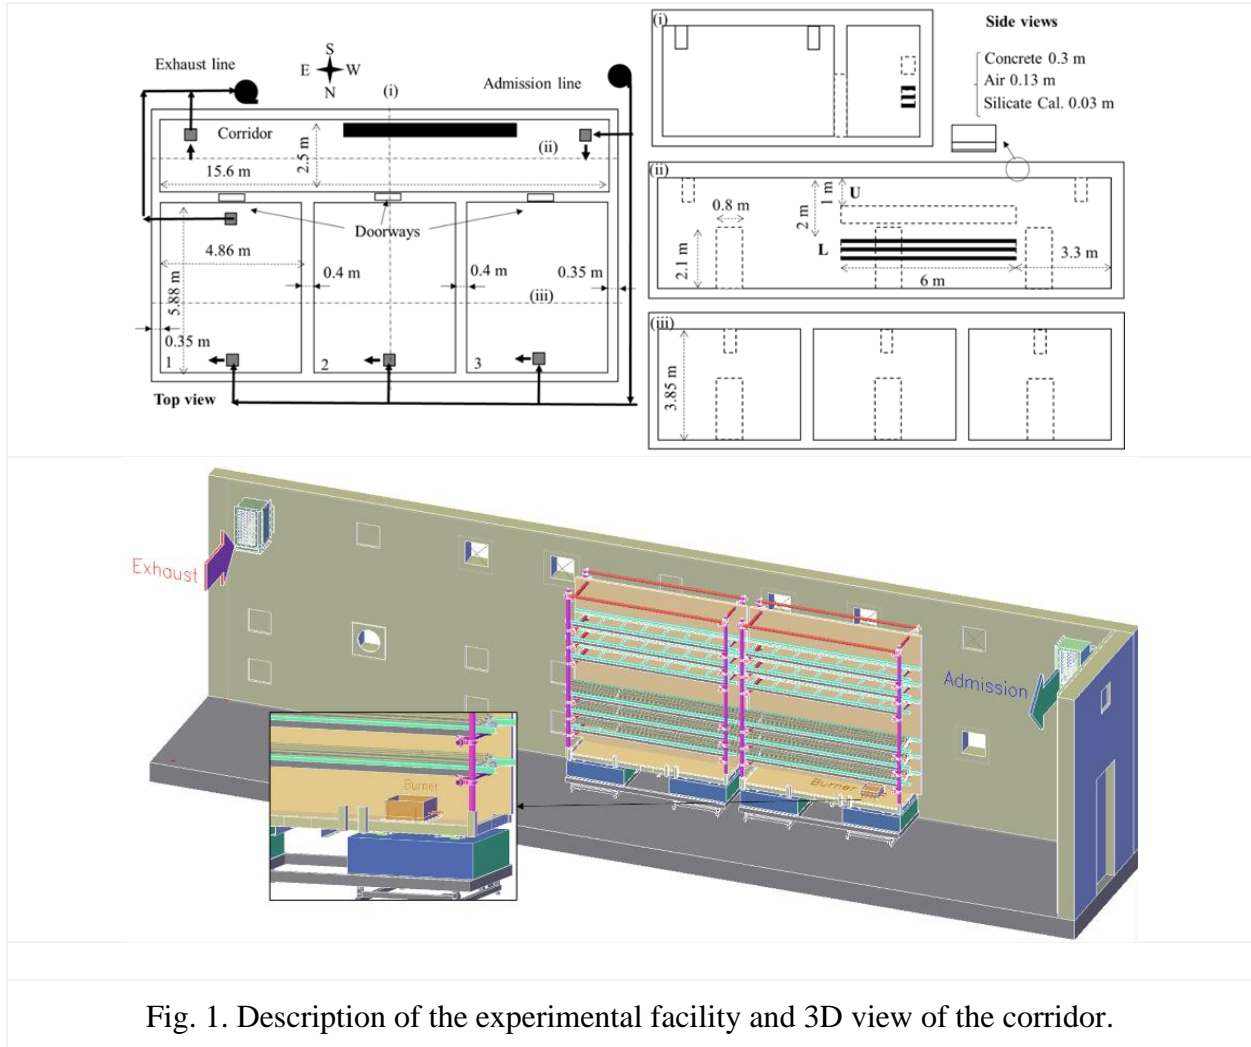 Exhaust line
S
E W
N
(i)
Admission line
Corridor
2.5 m
(ii)
15.6 m
Doorways
4.86 m
5.88 m
0.4 m
0.4 m
0.35 m
(iii)
0.35 m
1
2
3
Top view
(i)
Side views
Concrete 0.3 m
Air 0.13 m
Silicate Cal. 0.03 m
(ii)
1 m
U
2 m
0.8 m
L
2.1 m
6 m
3.3 m
(iii)
3.85 m
Exhaust
Admission
Burner
Burner
Fig. 1. Description of the experimental facility and 3D view of the corridor.